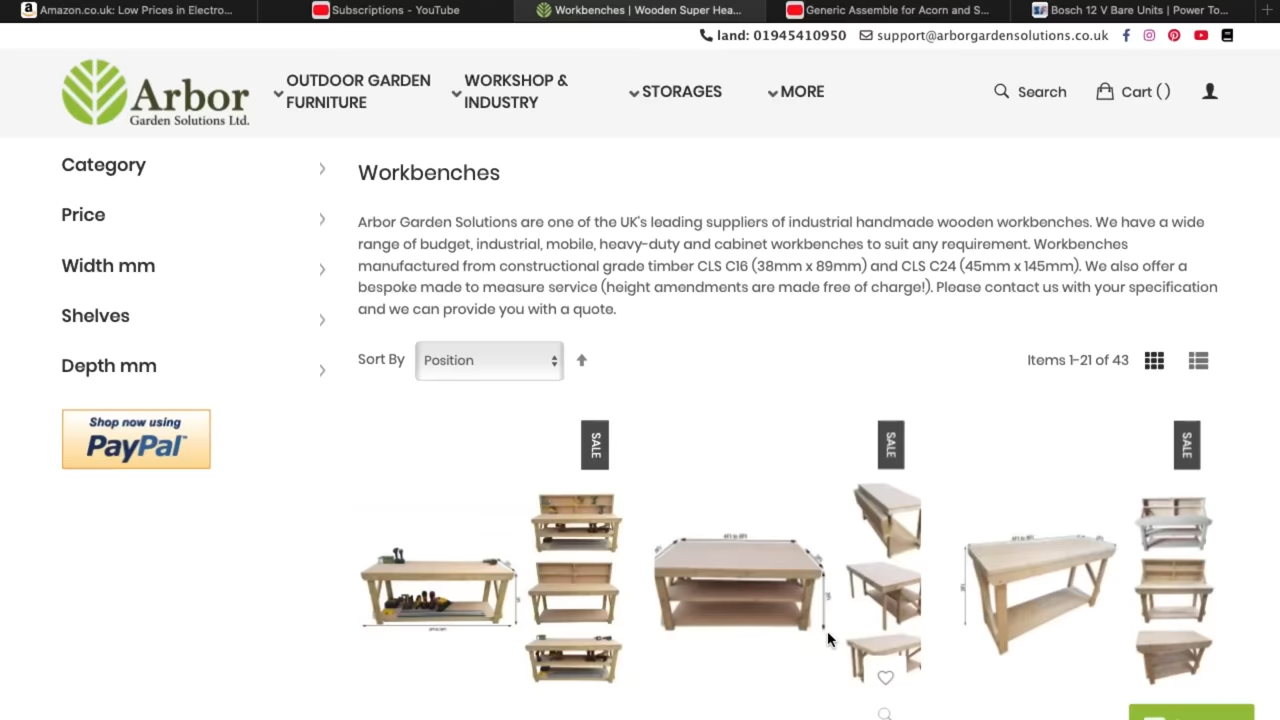 Amazon.co.uk: Low Prices in Electro...
Subscriptions - YouTube
Workbenches | Wooden Super Hea...
Generic Assemble for Acorn and S...
Bosch 12 V Bare Units | Power To...
land: 01945410950
support@arborgardensolutions.co.uk
Arbor
Garden Solutions Ltd.
OUTDOOR GARDEN
FURNITURE
WORKSHOP &
INDUSTRY
STORAGES
MORE
Search
Cart ( )
Category
Price
Width mm
Shelves
Depth mm
Shop now using
PayPal
Workbenches
Arbor Garden Solutions are one of the UK's leading suppliers of industrial handmade wooden workbenches. We have a wide
range of budget, industrial, mobile, heavy-duty and cabinet workbenches to suit any requirement. Workbenches
manufactured from constructional grade timber CLS C16 (38mm x 89mm) and CLS C24 (45mm x 145mm). We also offer a
bespoke made to measure service (height amendments are made free of charge!). Please contact us with your specification
and we can provide you with a quote.
Sort By
Position
Items 1-21 of 43
SALE
SALE
SALE